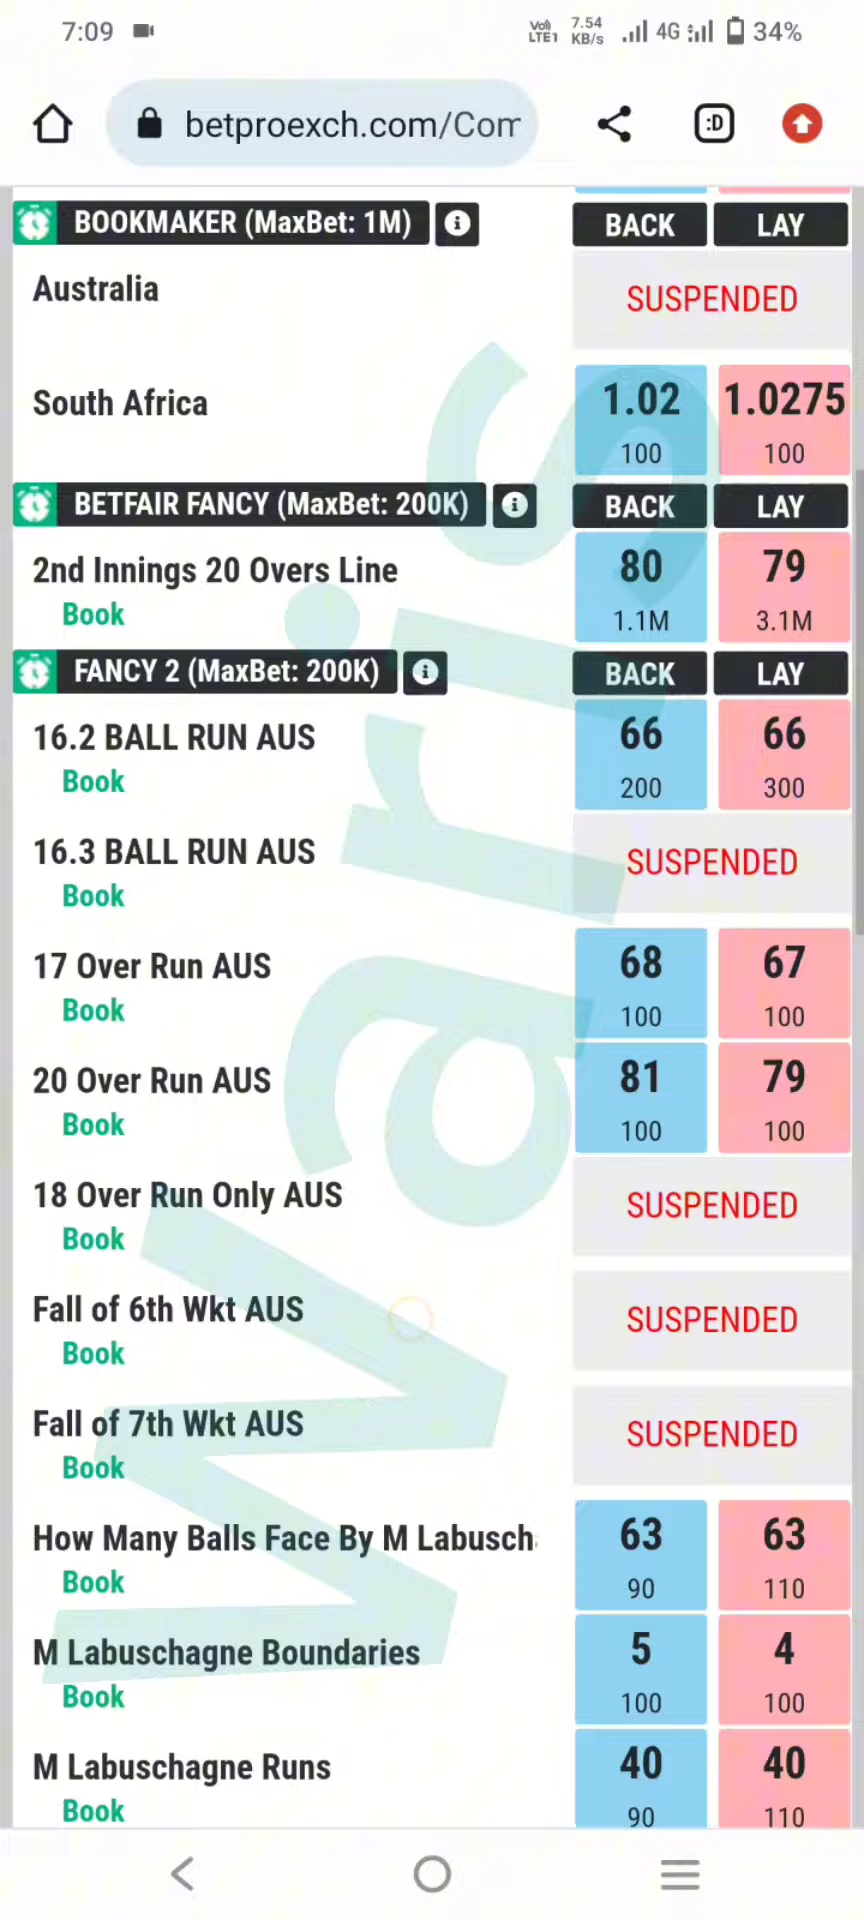 7:09
Vo)) LTE1 7.54 KB/s 4G 34%
betproexch.com/Com
:D
BOOKMAKER (MaxBet: 1M) i BACK LAY
Australia SUSPENDED
South Africa 1.02 1.0275
100 100
BETFAIR FANCY (MaxBet: 200K) i BACK LAY
2nd Innings 20 Overs Line 80 79
Book 1.1M 3.1M
FANCY 2 (MaxBet: 200K) i BACK LAY
16.2 BALL RUN AUS 66 66
Book 200 300
16.3 BALL RUN AUS SUSPENDED
Book
17 Over Run AUS 68 67
Book 100 100
20 Over Run AUS 81 79
Book 100 100
18 Over Run Only AUS SUSPENDED
Book
Fall of 6th Wkt AUS SUSPENDED
Book
Fall of 7th Wkt AUS SUSPENDED
Book
How Many Balls Face By M Labusch 63 63
Book 90 110
M Labuschagne Boundaries 5 4
Book 100 100
M Labuschagne Runs 40 40
Book 90 110
Waris